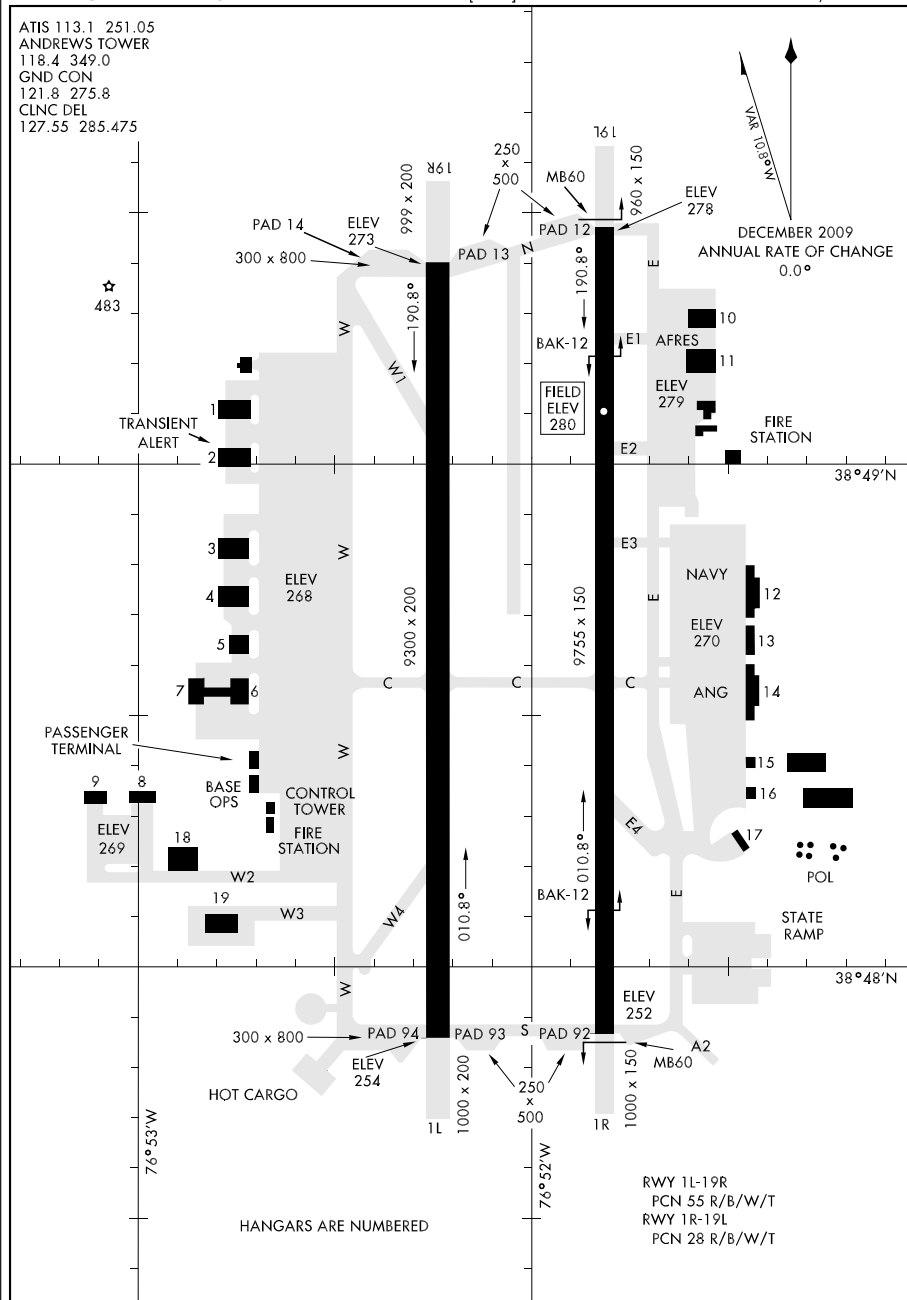 ATIS 113.1 251.05
ANDREWS TOWER
118.4 349.0
GND CON
121.8 275.8
CLNC DEL
127.55 285.475
VAR 10.8°W
DECEMBER 2009
ANNUAL RATE OF CHANGE
0.0°
19R
19L
999 x 200
250
x
500
MB60
960 x 150
ELEV
278
PAD 14
ELEV
273
300 x 800
PAD 13
N
PAD 12
E
483
W
190.8°
190.8°
W1
BAK-12
E1
AFRES
10
11
FIELD
ELEV
280
ELEV
279
1
TRANSIENT
ALERT
2
E2
FIRE
STATION
38°49'N
3
W
E3
NAVY
4
ELEV
268
E
12
5
9300 x 200
9755 x 150
ELEV
270
13
7
6
C
C
C
ANG
14
PASSENGER
TERMINAL
W
15
9
8
BASE
OPS
CONTROL
TOWER
16
ELEV
269
FIRE
STATION
E4
17
18
010.8°
010.8°
POL
W2
E
19
W3
W4
BAK-12
STATE
RAMP
38°48'N
W
ELEV
252
300 x 800
PAD 94
PAD 93
S
PAD 92
A2
MB60
ELEV
254
HOT CARGO
1000 x 200
250
x
500
1000 x 150
1L
1R
76°53'W
76°52'W
RWY 1L-19R
PCN 55 R/B/W/T
RWY 1R-19L
PCN 28 R/B/W/T
HANGARS ARE NUMBERED